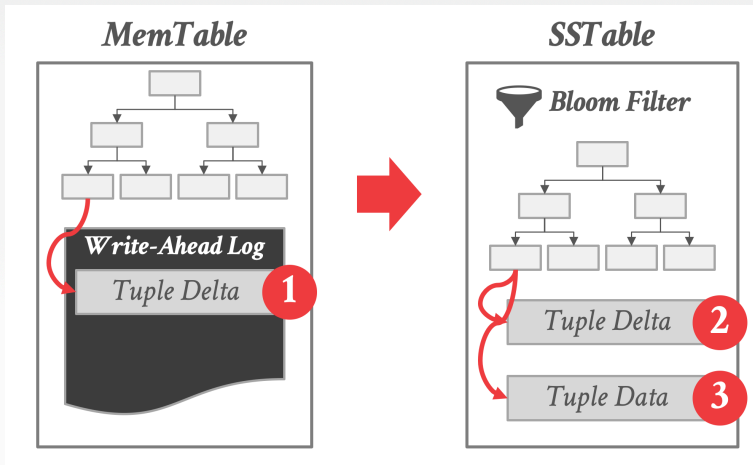 MemTable
Write-Ahead Log
Tuple Delta 1
SSTable
Bloom Filter
Tuple Delta 2
Tuple Data 3